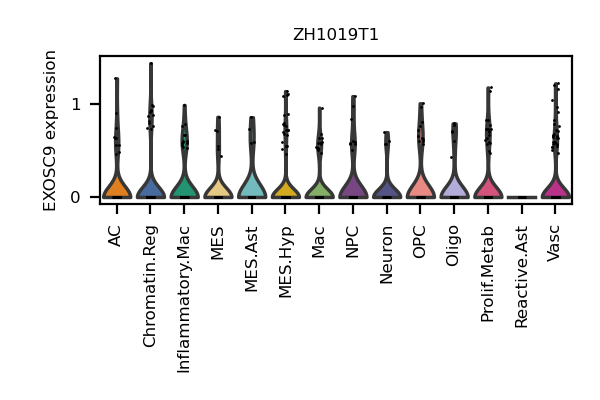 ZH1019T1
EXOSC9 expression
1
0
AC
Chromatin.Reg
Inflammatory.Mac
MES
MES.Ast
MES.Hyp
Mac
NPC
Neuron
OPC
Oligo
Prolif.Metab
Reactive.Ast
Vasc